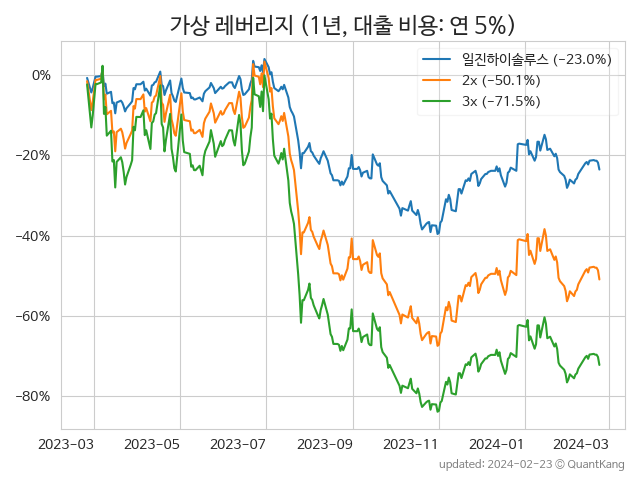 가상 레버리지 (1년, 대출 비용: 연 5%)
일진하이솔루스 (−23.0%)
2x (−50.1%)
3x (−71.5%)
0%
−20%
−40%
−60%
−80%
2023-03 2023-05 2023-07 2023-09 2023-11 2024-01 2024-03
updated: 2024-02-23 © QuantKang